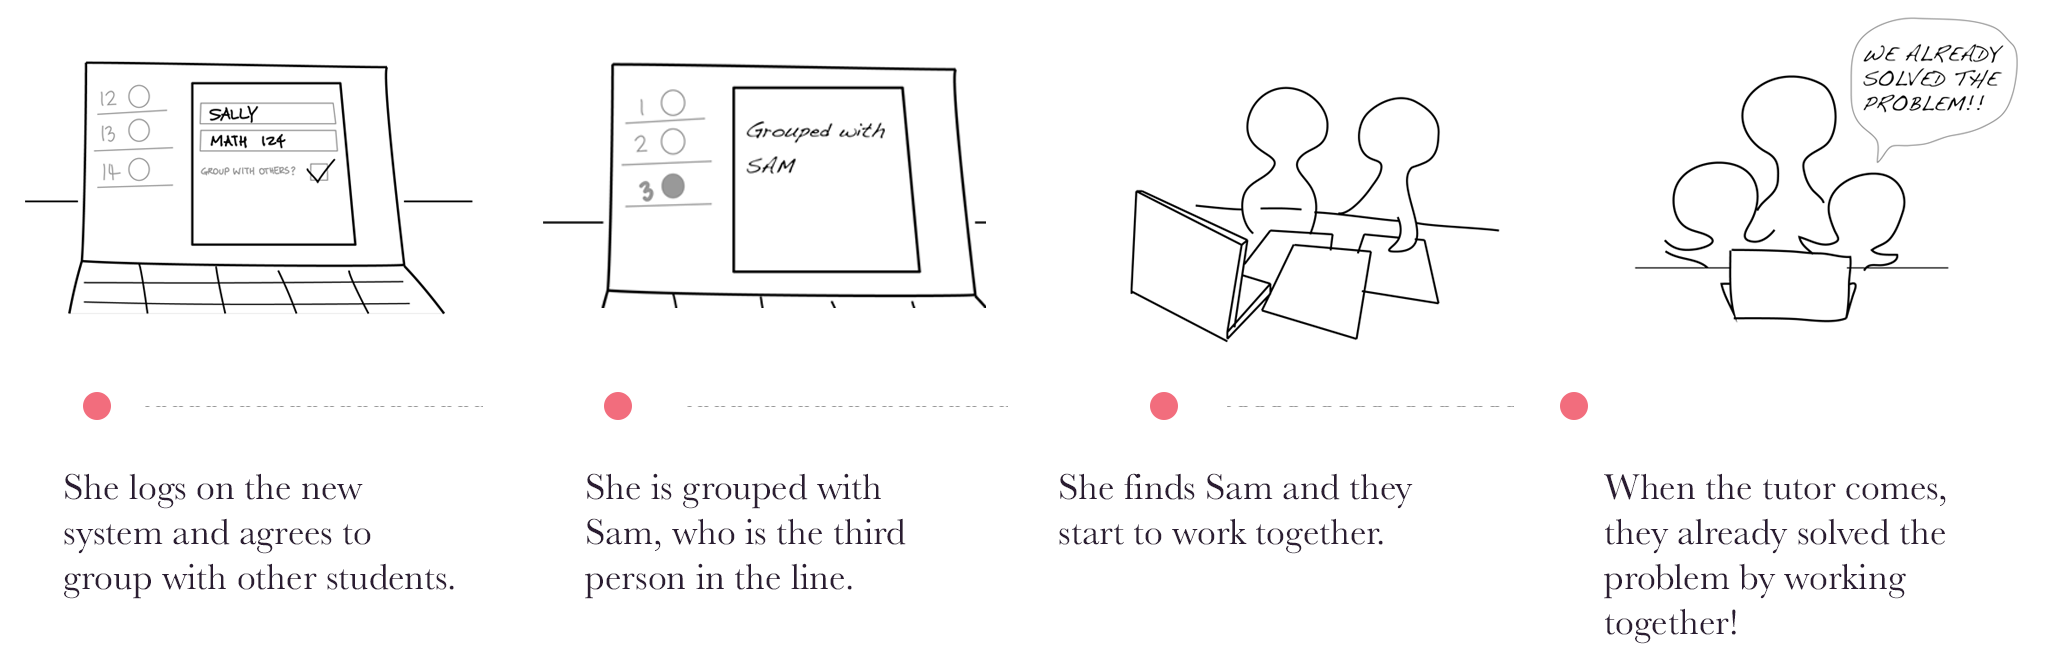 12
13
14
SALLY
MATH 124
GROUP WITH OTHERS?
1
2
3
Grouped with
SAM
WE ALREADY
SOLVED THE
PROBLEM!!
She logs on the new
system and agrees to
group with other students.
She is grouped with
Sam, who is the third
person in the line.
She finds Sam and they
start to work together.
When the tutor comes,
they already solved the
problem by working
together!